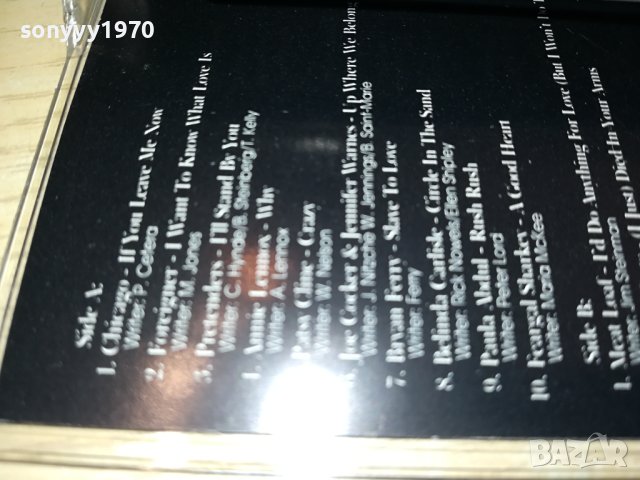 sonyyy1970
Side A:
1. Chicago - If You Leave Me Now
Writer: P. Cetera
2. Foreigner - I Want To Know What Love Is
Writer: M. Jones
3. Pretenders - I'll Stand By You
Writer: C. Hynde/B. Steinberg/T. Kelly
4. Annie Lennox - Why
Writer: A. Lennox
Patsy Cline - Crazy
Writer: W. Nelson
Joe Cocker & Jennifer Warnes - Up Where We Belong
Writer: J. Nitzche W. Jennings/B. Saint-Marie
7. Bryan Ferry - Slave To Love
Writer: Ferry
8. Belinda Carlisle - Circle In The Sand
Writer: Rick Nowels/Ellen Shipley
9. Paula Abdul - Rush Rush
Writer: Peter Lord
10. Feargal Sharkey - A Good Heart
Writer: Maria McKee
Side B:
1. Meat Loaf - I'd Do Anything For Love (But I Won't Do
Writer: Jim Steinman
(I Just) Died In Your Arms
BAZAR